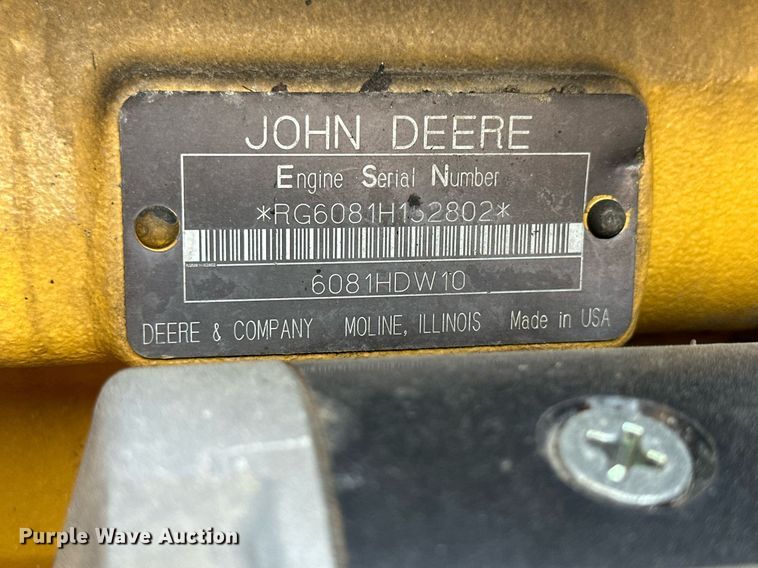 JOHN DEERE
Engine Serial Number
*RG6081H152802*
6081HDW10
DEERE & COMPANY MOLINE, ILLINOIS Made in USA
Purple Wave Auction